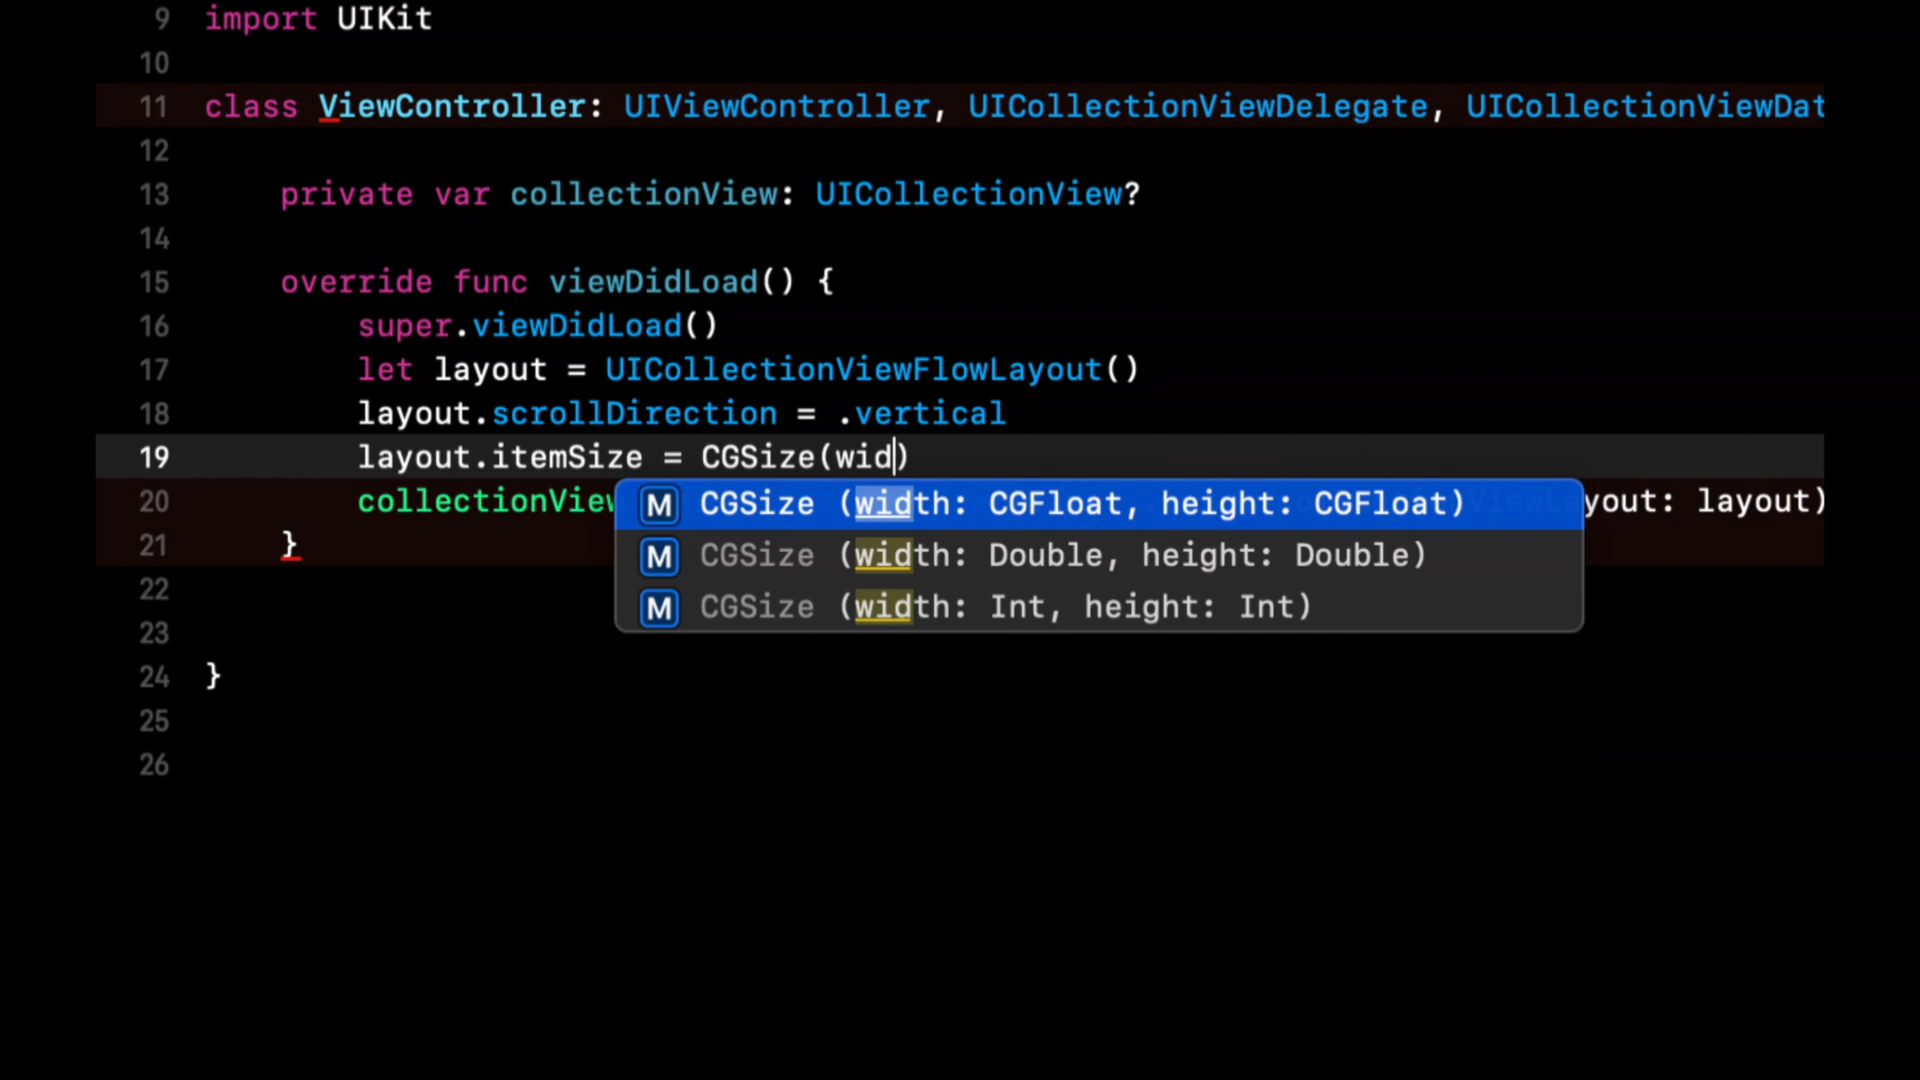 9 import UIKit
10
11 class ViewController: UIViewController, UICollectionViewDelegate, UICollectionViewDat
12
13 private var collectionView: UICollectionView?
14
15 override func viewDidLoad() {
16 super.viewDidLoad()
17 let layout = UICollectionViewFlowLayout()
18 layout.scrollDirection = .vertical
19 layout.itemSize = CGSize(wid)
20 collectionView yout: layout)
M CGSize (width: CGFloat, height: CGFloat)
21 }
M CGSize (width: Double, height: Double)
22
M CGSize (width: Int, height: Int)
23
24 }
25
26